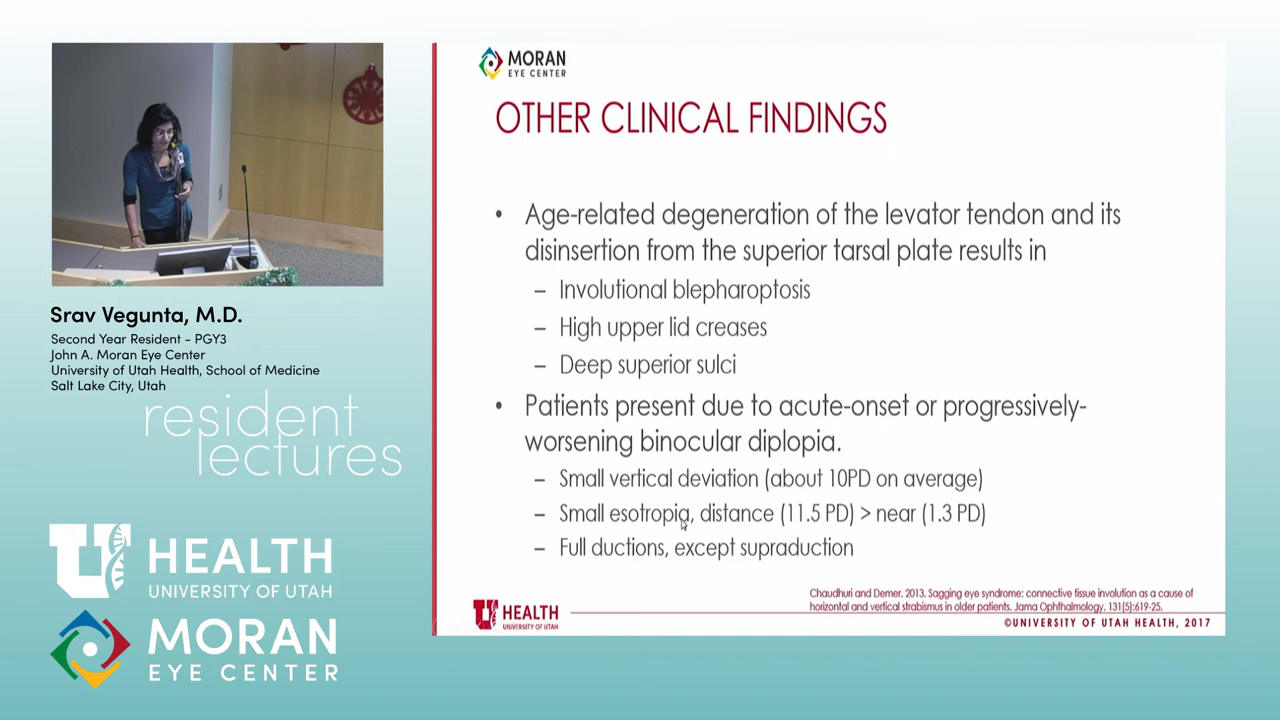 Srav Vegunta, M.D.
Second Year Resident - PGY3
John A. Moran Eye Center
University of Utah Health, School of Medicine
Salt Lake City, Utah
resident
lectures
U HEALTH
UNIVERSITY OF UTAH
MORAN
EYE CENTER
MORAN
EYE CENTER
OTHER CLINICAL FINDINGS
• Age-related degeneration of the levator tendon and its
disinsertion from the superior tarsal plate results in
– Involutional blepharoptosis
– High upper lid creases
– Deep superior sulci
• Patients present due to acute-onset or progressively-
worsening binocular diplopia.
– Small vertical deviation (about 10PD on average)
– Small esotropia, distance (11.5 PD) > near (1.3 PD)
– Full ductions, except supraduction
Chaudhuri and Demer. 2013. Sagging eye syndrome: connective tissue involution as a cause of
horizontal and vertical strabismus in older patients. Jama Ophthalmology. 131(5):619-25.
U HEALTH
UNIVERSITY OF UTAH
©UNIVERSITY OF UTAH HEALTH, 2017